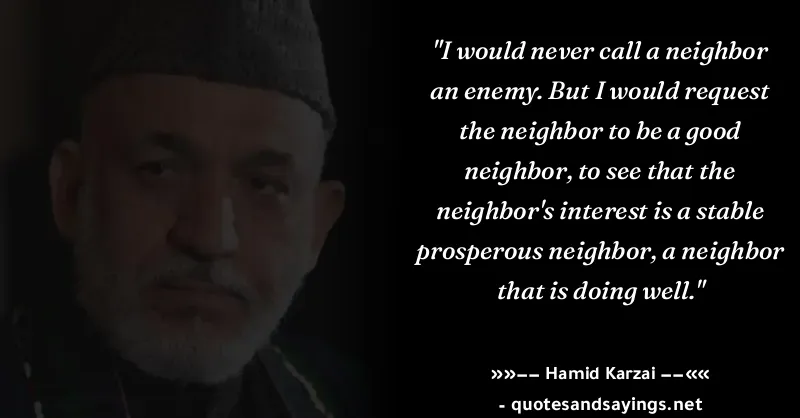 "I would never call a neighbor
an enemy. But I would request
the neighbor to be a good
neighbor, to see that the
neighbor's interest is a stable
prosperous neighbor, a neighbor
that is doing well."
»»−− Hamid Karzai −−««
- quotesandsayings.net